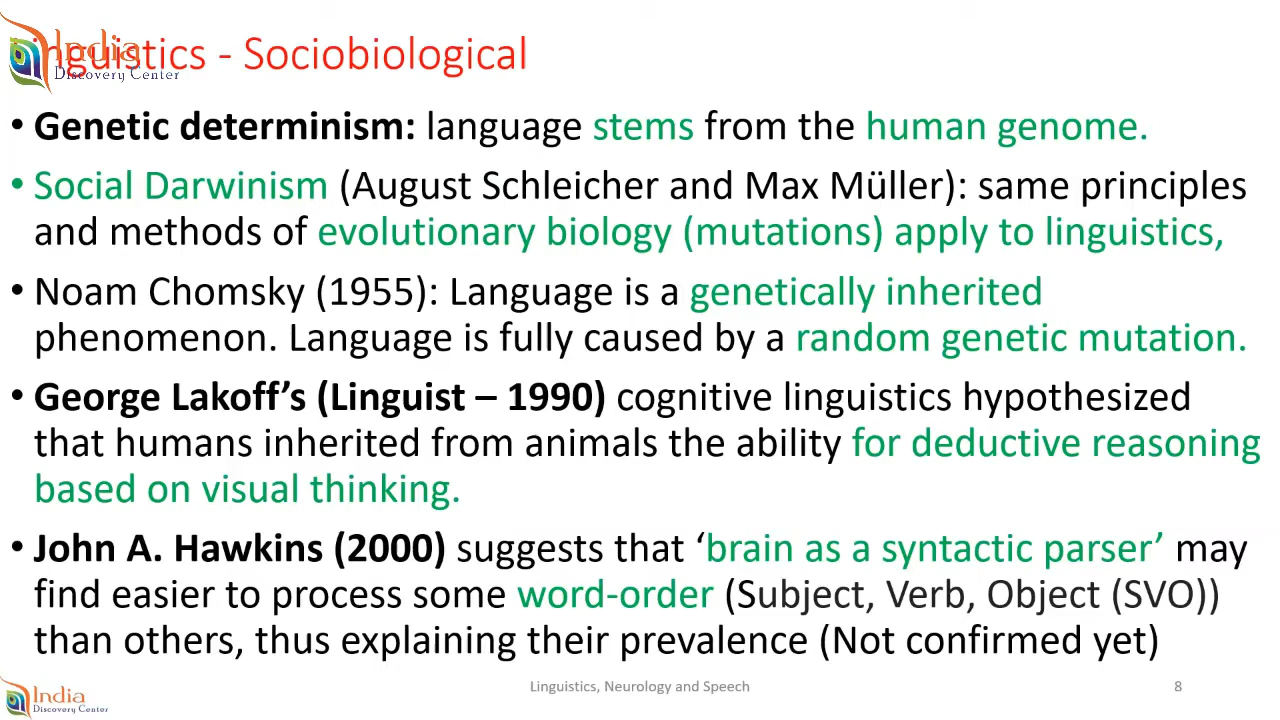 India
Discovery Center
Linguistics - Sociobiological
• Genetic determinism: language stems from the human genome.
• Social Darwinism (August Schleicher and Max Müller): same principles
and methods of evolutionary biology (mutations) apply to linguistics,
• Noam Chomsky (1955): Language is a genetically inherited
phenomenon. Language is fully caused by a random genetic mutation.
• George Lakoff’s (Linguist – 1990) cognitive linguistics hypothesized
that humans inherited from animals the ability for deductive reasoning
based on visual thinking.
• John A. Hawkins (2000) suggests that ‘brain as a syntactic parser’ may
find easier to process some word-order (Subject, Verb, Object (SVO))
than others, thus explaining their prevalence (Not confirmed yet)
India
Discovery Center
Linguistics, Neurology and Speech
8